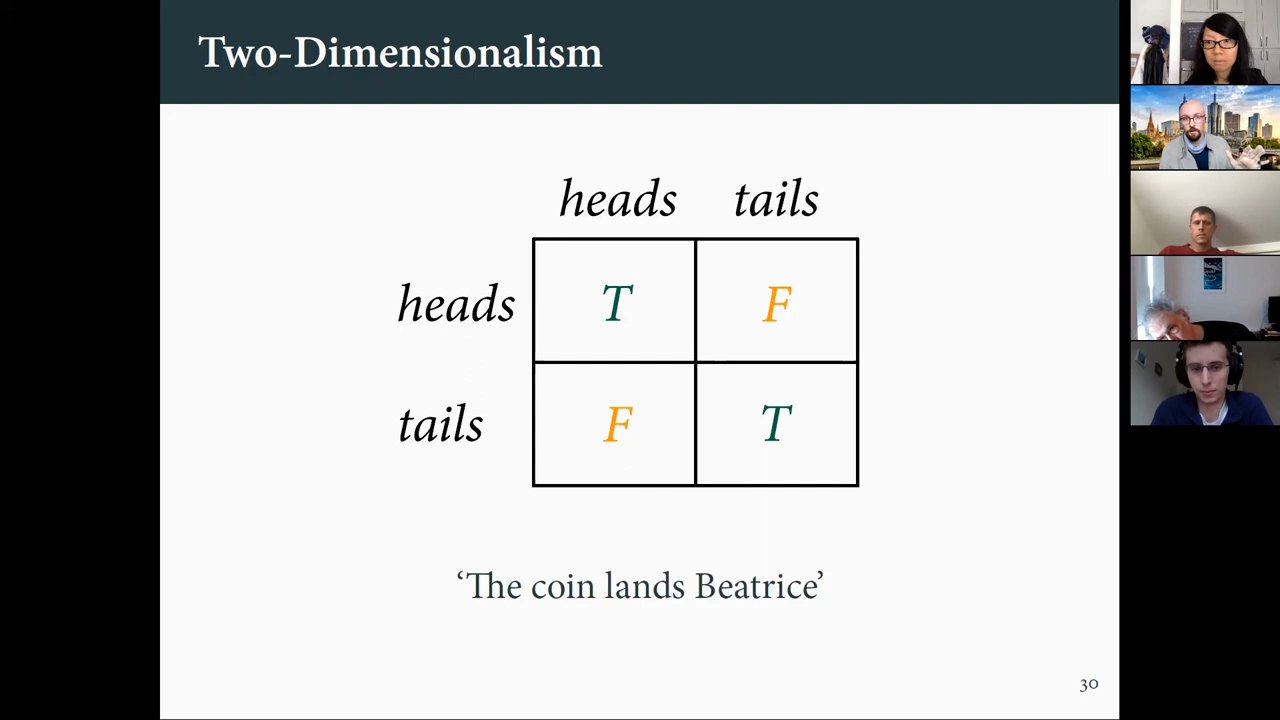 Two-Dimensionalism
heads tails
heads T F
tails F T
‘The coin lands Beatrice’
30